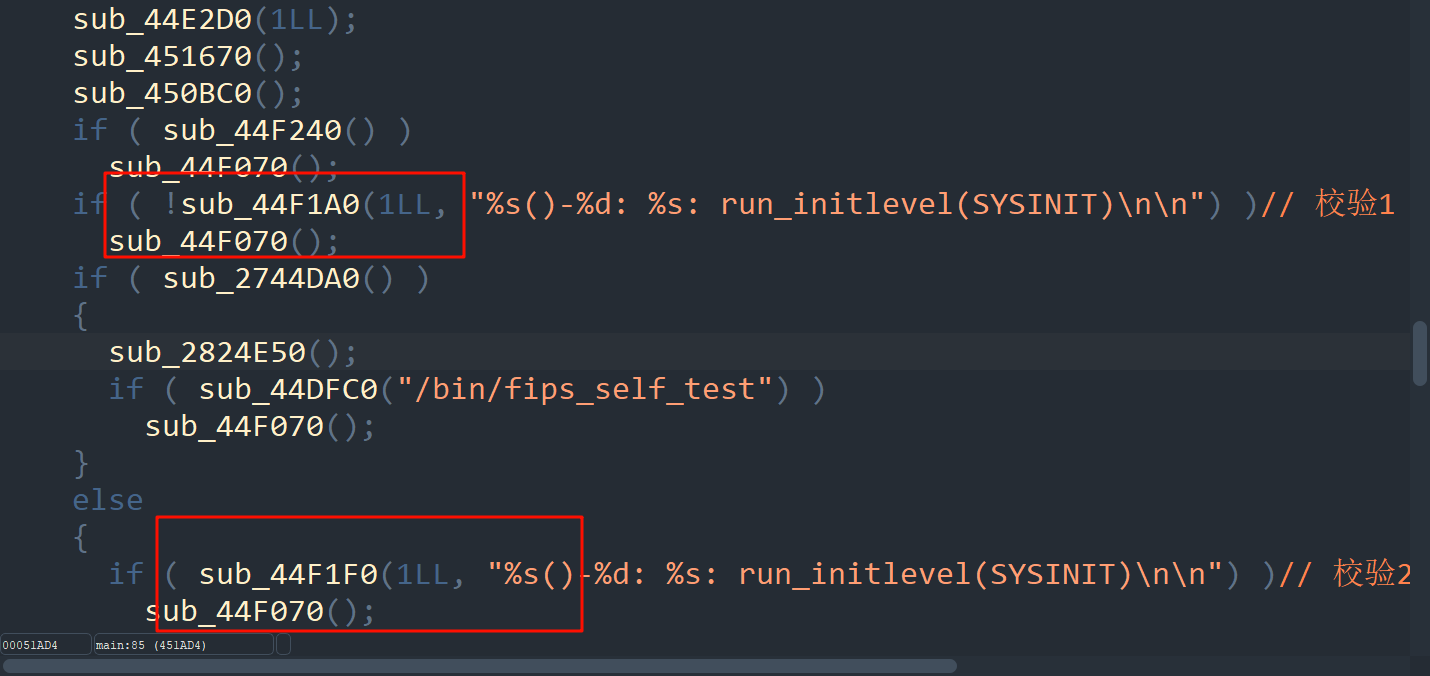 sub_44E2D0(1LL);
sub_451670();
sub_450BC0();
if ( sub_44F240() )
sub_44F070();
if ( !sub_44F1A0(1LL, "%s()-%d: %s: run_initlevel(SYSINIT)\n\n") )// 校验1
sub_44F070();
if ( sub_2744DA0() )
{
sub_2824E50();
if ( sub_44DFC0("/bin/fips_self_test") )
sub_44F070();
}
else
{
if ( sub_44F1F0(1LL, "%s()-%d: %s: run_initlevel(SYSINIT)\n\n") )// 校验2
sub_44F070();
00051AD4 main:85 (451AD4)